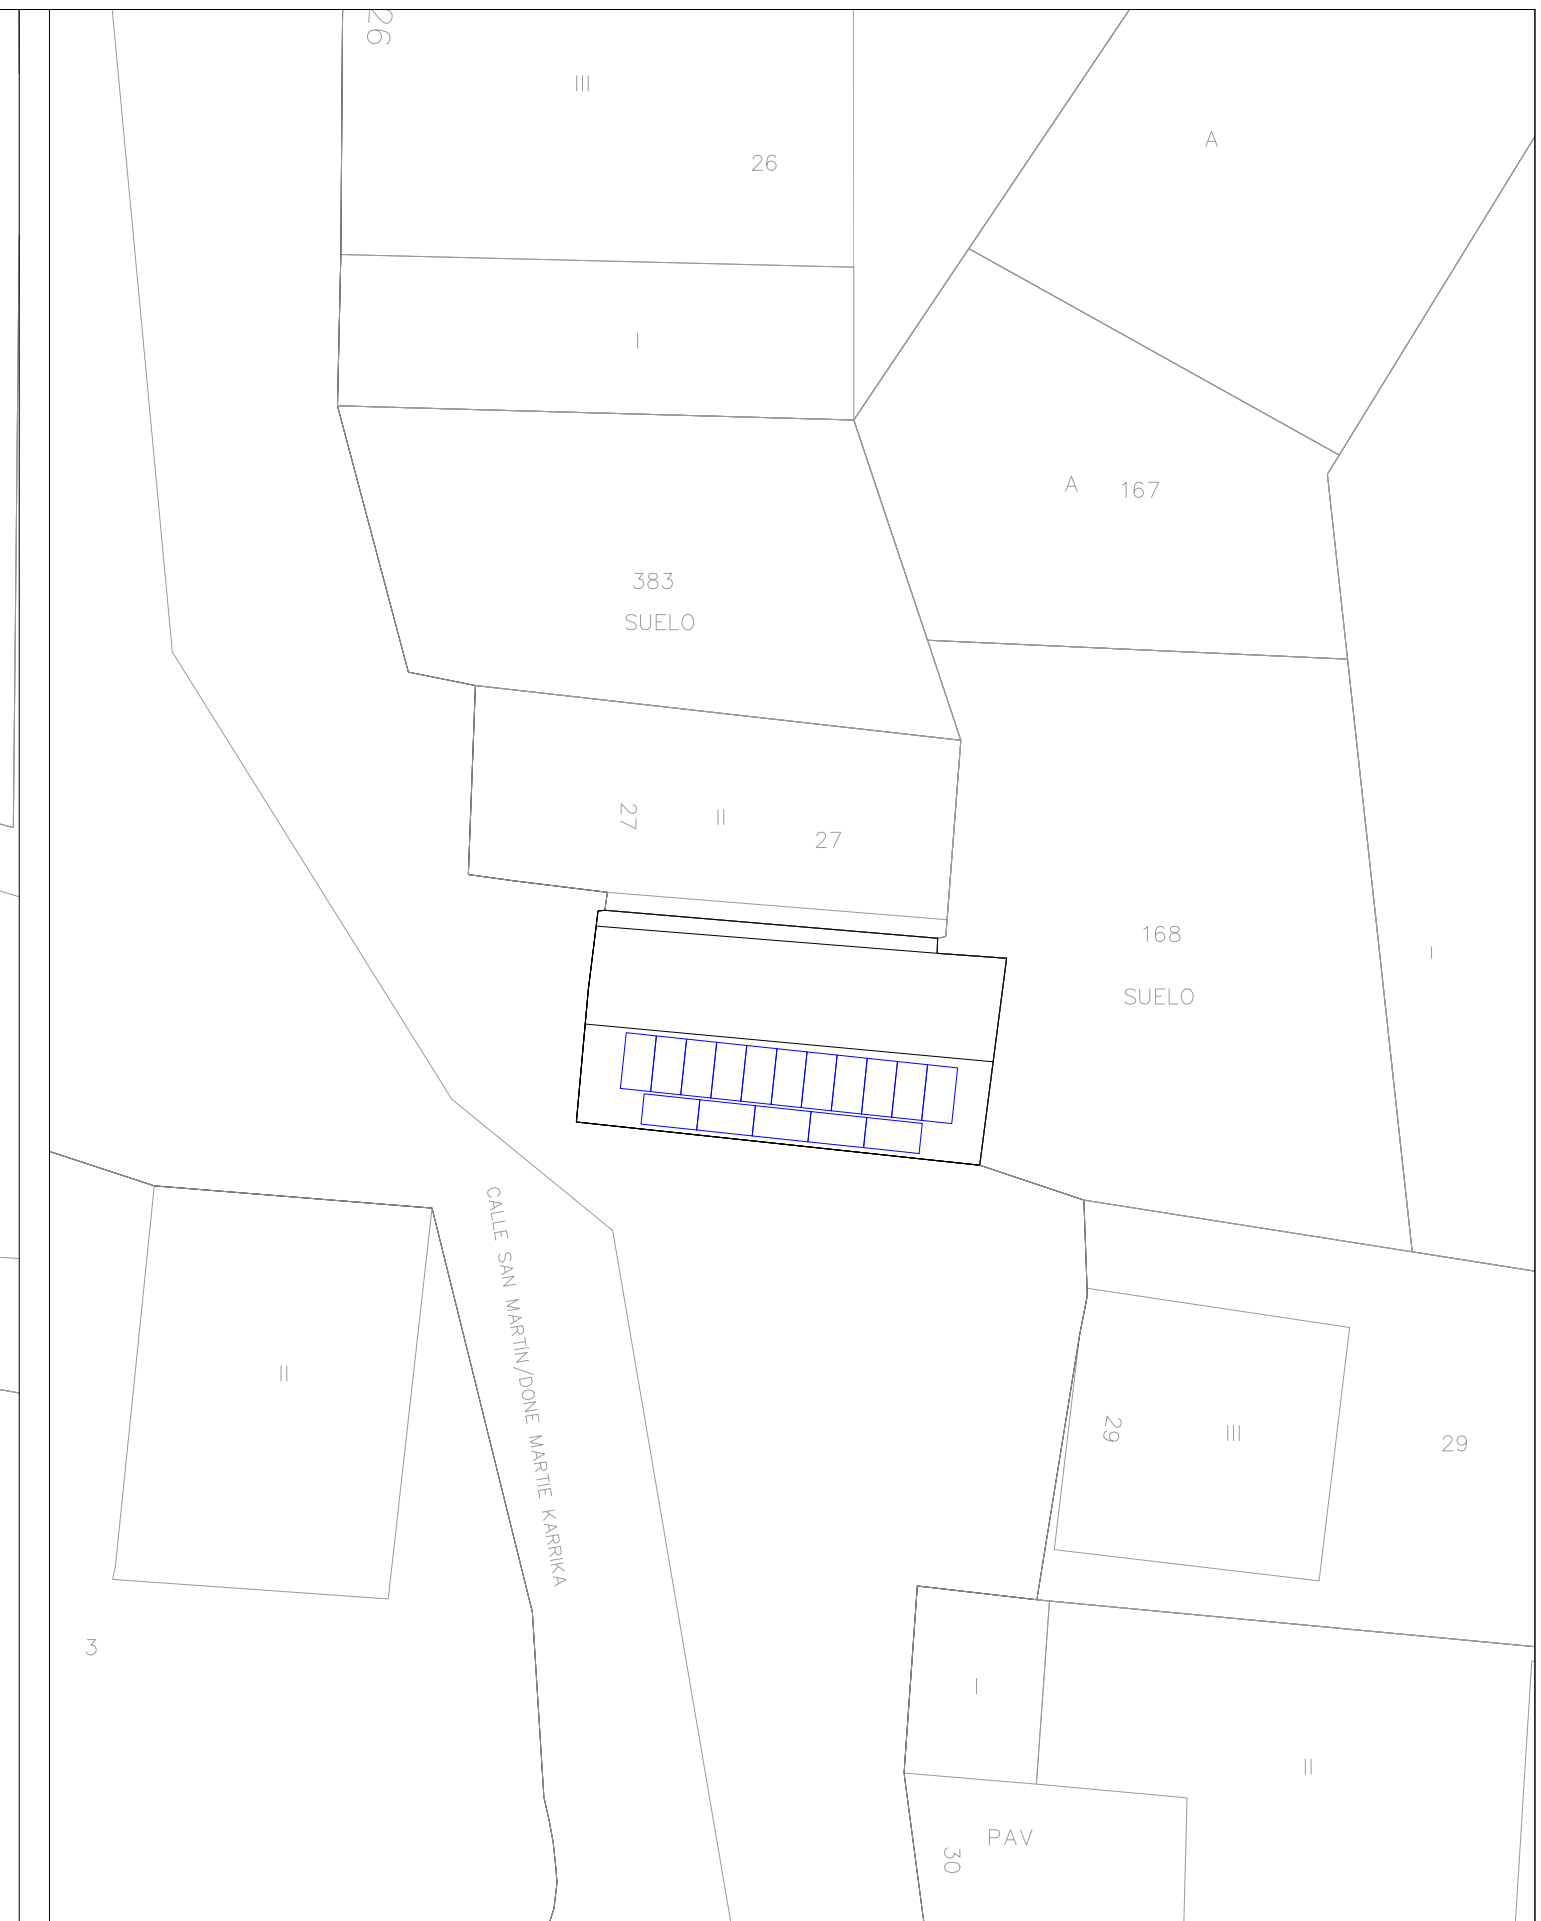 26
III
26
A
I
A 167
383
SUELO
27
II
27
168
I
SUELO
CALLE SAN MARTÍN/DONE MARTIE KARRIKA
II
29
III
29
3
I
II
PAV
30